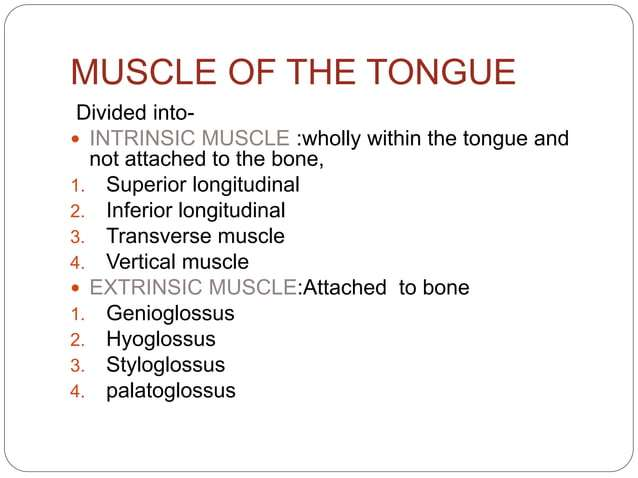 MUSCLE OF THE TONGUE
Divided into-
• INTRINSIC MUSCLE :wholly within the tongue and
not attached to the bone,
1. Superior longitudinal
2. Inferior longitudinal
3. Transverse muscle
4. Vertical muscle
• EXTRINSIC MUSCLE:Attached  to bone
1. Genioglossus
2. Hyoglossus
3. Styloglossus
4. palatoglossus